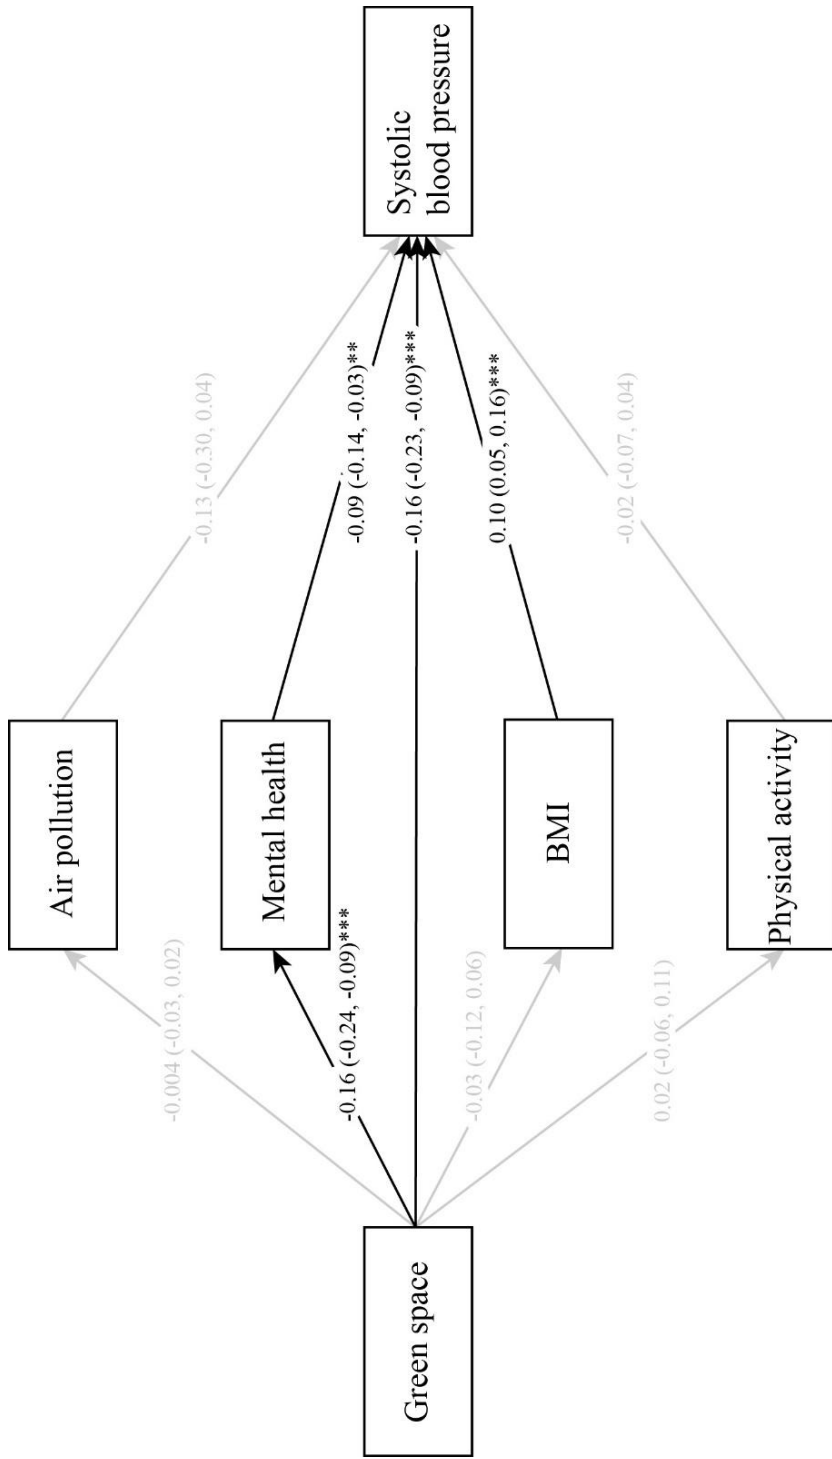 Air pollution
-0.004 (-0.03, 0.02)
-0.13 (-0.30, 0.04)
Mental health
-0.16 (-0.24, -0.09)***
-0.09 (-0.14, -0.03)**
Green space
-0.16 (-0.23, -0.09)***
Systolic
blood pressure
-0.03 (-0.12, 0.06)
BMI
0.10 (0.05, 0.16)***
0.02 (-0.06, 0.11)
Physical activity
-0.02 (-0.07, 0.04)